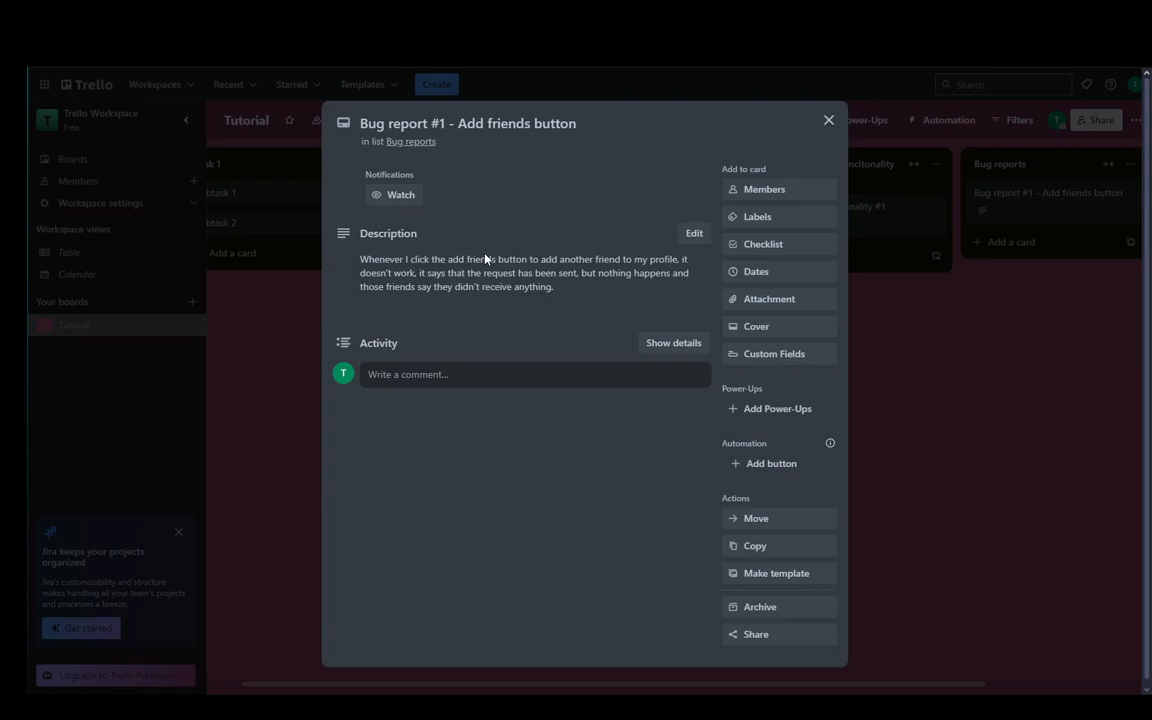 Trello
Workspaces
Recent
Starred
Templates
Create
Search
T
Trello Workspace
Free
Boards
Members
Workspace settings
Workspace views
Table
Calendar
Your boards
Tutorial
Jira keeps your projects
organized
Jira's customizability and structure
makes handling all your team's projects
and processes a breeze.
Get started
Upgrade to Trello Premium
Tutorial
Automation
Filters
T
Share
Add a card
Bug reports
Bug report #1 - Add friends button
Add a card
Bug report #1 - Add friends button
in list Bug reports
Notifications
Watch
Description
Edit
Whenever I click the add friends button to add another friend to my profile, it
doesn't work, it says that the request has been sent, but nothing happens and
those friends say they didn't receive anything.
Activity
Show details
T
Write a comment...
Add to card
Members
Labels
Checklist
Dates
Attachment
Cover
Custom Fields
Power-Ups
Add Power-Ups
Automation
Add button
Actions
Move
Copy
Make template
Archive
Share